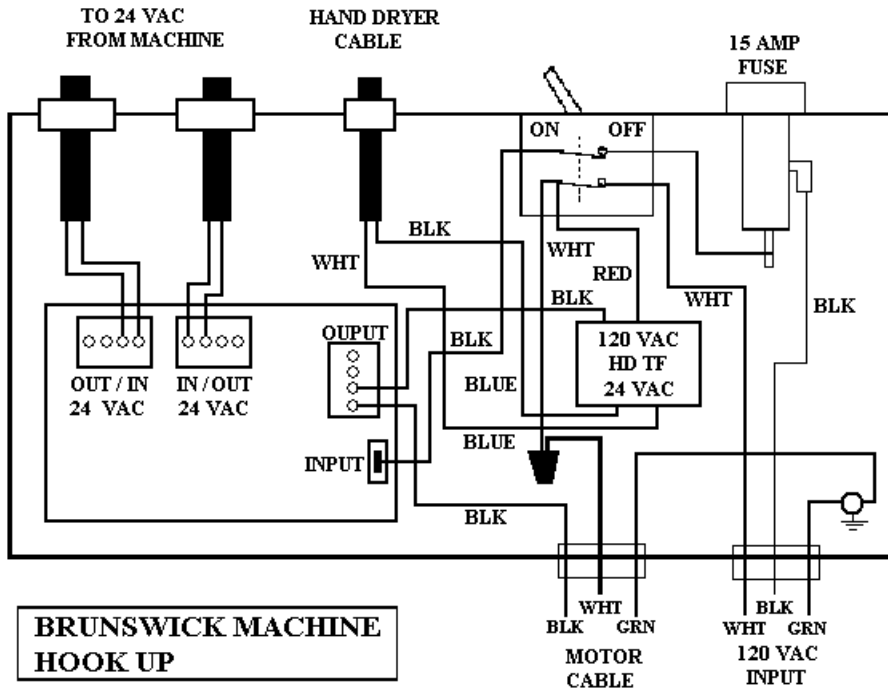 TO 24 VAC
FROM MACHINE
HAND DRYER
CABLE
15 AMP
FUSE
ON
OFF
BLK
WHT
WHT
RED
WHT
BLK
BLK
BLK
OUPUT
120 VAC
HD TF
24 VAC
OUT / IN
24 VAC
IN / OUT
24 VAC
BLUE
BLUE
INPUT
BLK
BRUNSWICK MACHINE
HOOK UP
BLK
WHT
GRN
MOTOR
CABLE
WHT
BLK
GRN
120 VAC
INPUT